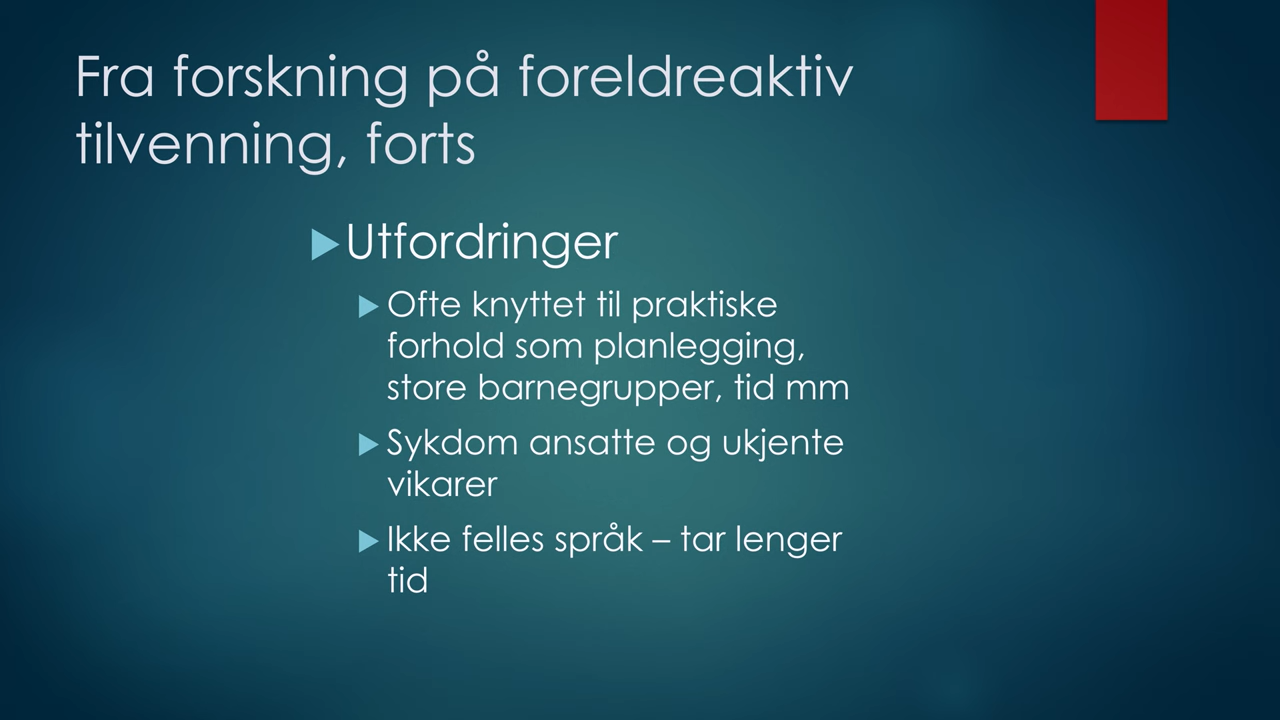 Fra forskning på foreldreaktiv
tilvenning, forts
Utfordringer
Ofte knyttet til praktiske
forhold som planlegging,
store barnegrupper, tid mm
Sykdom ansatte og ukjente
vikarer
Ikke felles språk – tar lenger
tid